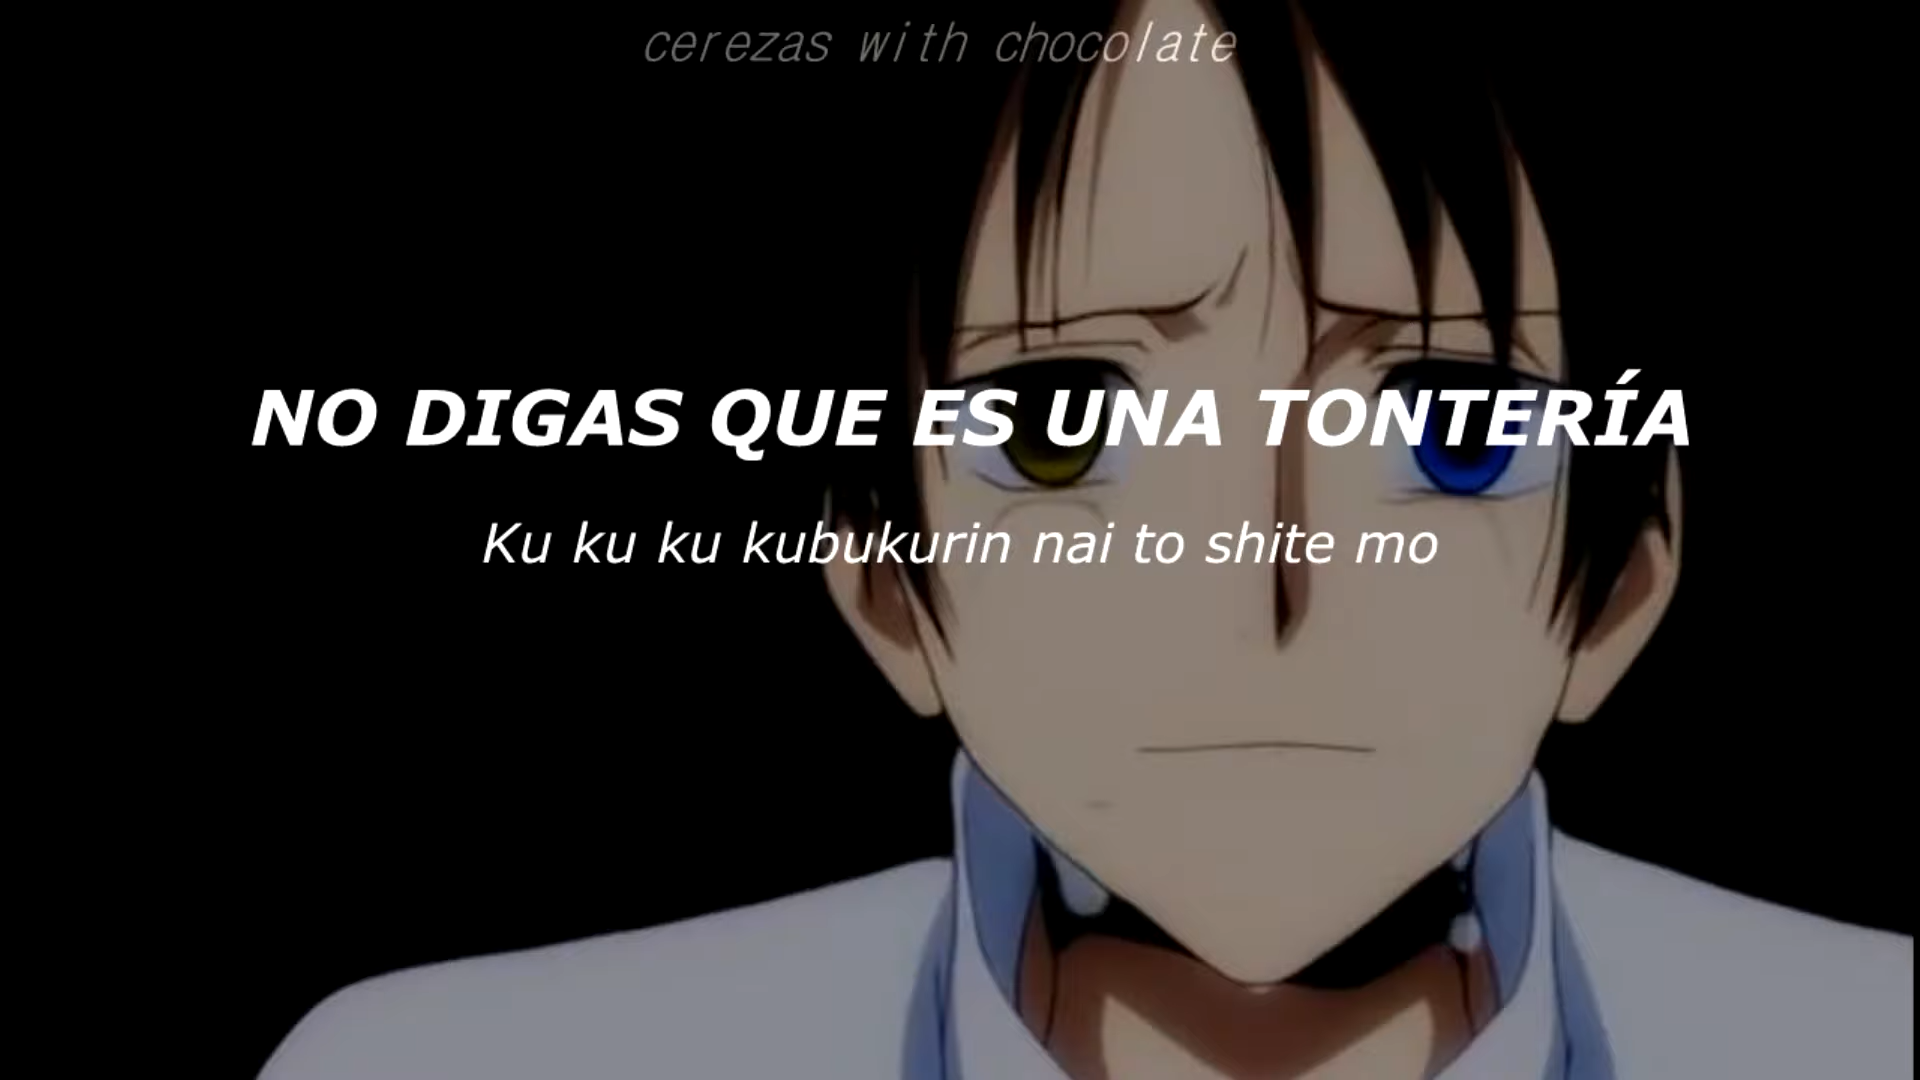 cerezas with chocolate
NO DIGAS QUE ES UNA TONTERÍA
Ku ku ku kubukurin nai to shite mo